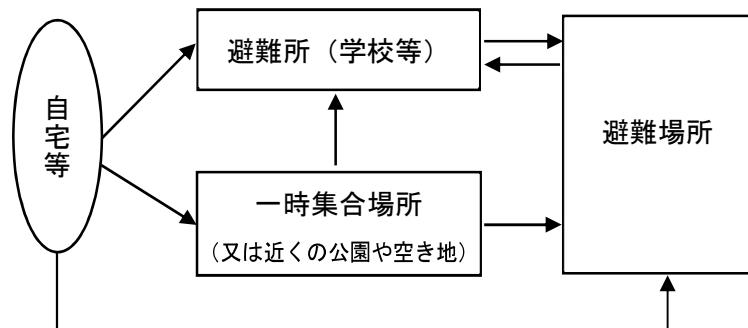 自宅等
避難所（学校等）
一時集合場所
（又は近くの公園や空き地）
避難場所